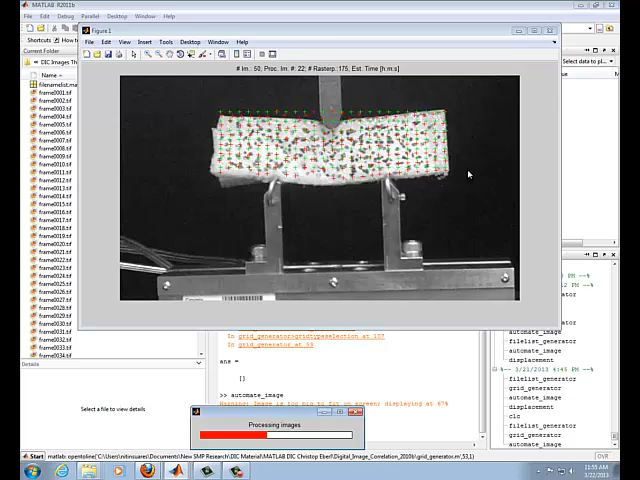 MATLAB R2011b
File Edit Debug Parallel Desktop Window Help
Shortcuts
Current Folder
Name
filenamelist.ma
frame0001.tif
frame0002.tif
frame0003.tif
frame0004.tif
frame0005.tif
frame0006.tif
frame0007.tif
frame0008.tif
frame0009.tif
frame0010.tif
frame0011.tif
frame0012.tif
frame0013.tif
frame0014.tif
frame0015.tif
frame0016.tif
frame0017.tif
frame0018.tif
frame0019.tif
frame0020.tif
frame0021.tif
frame0022.tif
frame0023.tif
frame0024.tif
frame0025.tif
frame0026.tif
frame0027.tif
frame0028.tif
frame0029.tif
frame0030.tif
frame0031.tif
frame0032.tif
frame0033.tif
frame0034.tif
Details
Select a file to view details
Figure 1
File Edit View Insert Tools Desktop Window Help
# Im.: 50; Proc. Im. #: 22; # Rasterp.:175; Est. Time [h:m:s]
Select data to pl
In grid_generator>gridtypeselection at 107
In grid_generator at 55
ans =
[]
>> automate_image
Warning: Image is too big to fit on screen; displaying at 67%
Processing images
automate_image
filelist_generator
automate_image
displacement
%-- 3/21/2013 4:45 PM --%
filelist_generator
grid_generator
automate_image
displacement
clc
filelist_generator
grid_generator
automate_image
Start
matlab: opentoline('C:\Users\nitinsuares\Documents\New SMP Research\DIC Material\MATLAB DIC Christop Eberl\Digital_Image_Correlation_2010b\grid_generator.m',53,1)
OVR
11:55 AM
3/22/2013